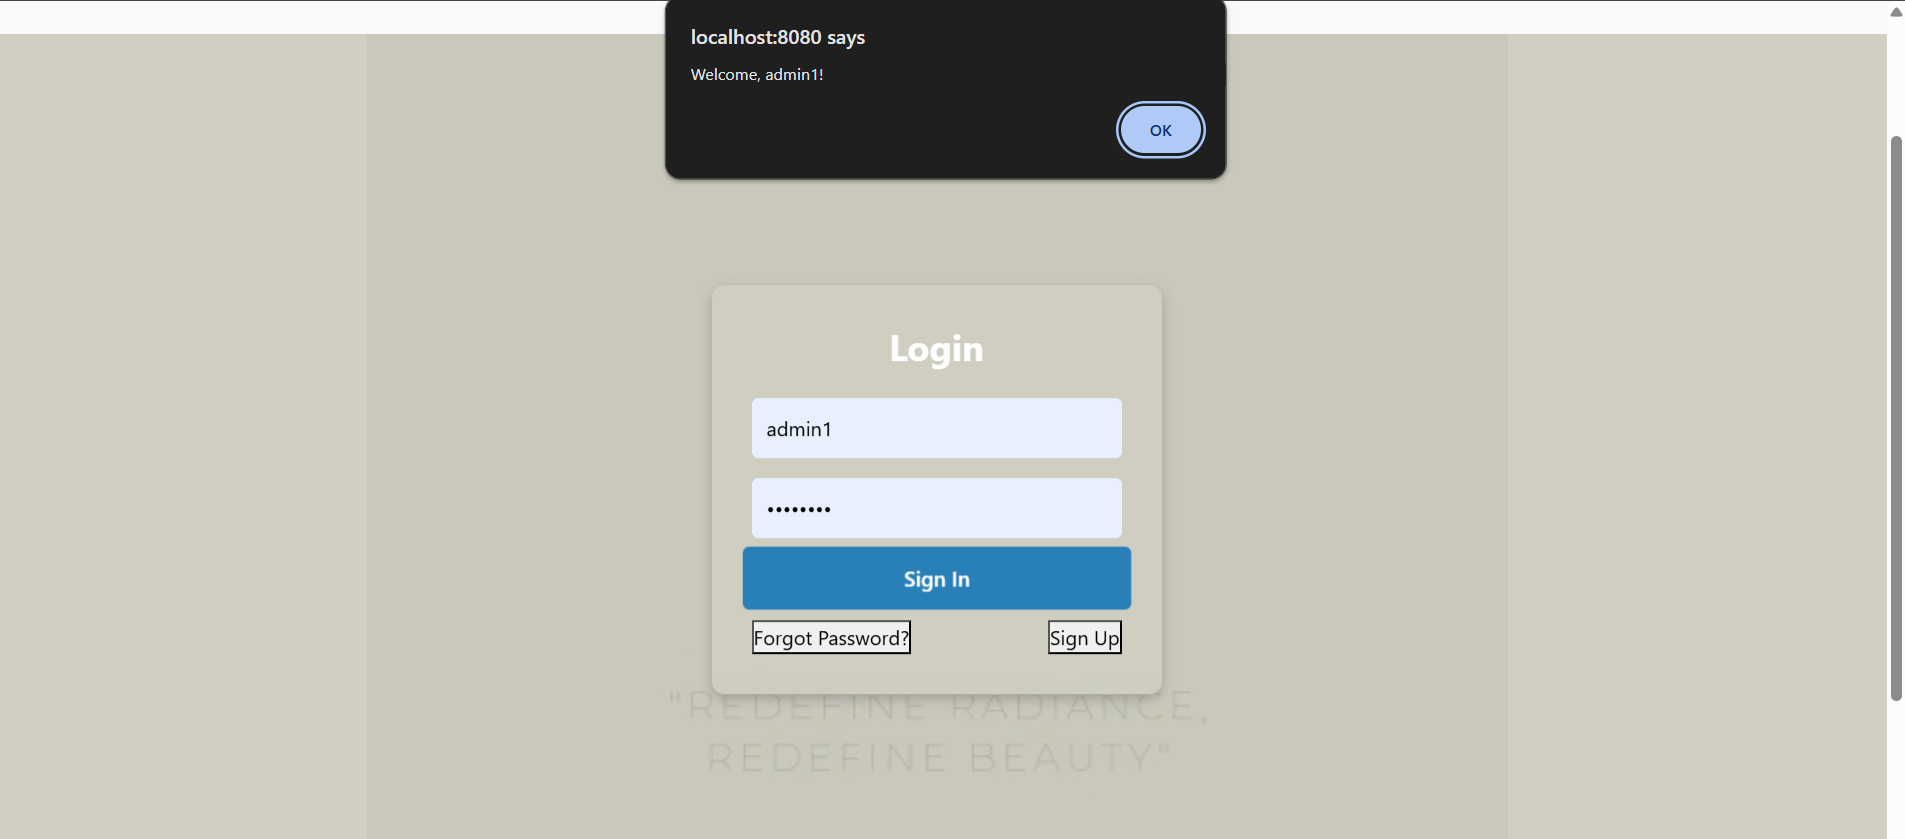 localhost:8080 says
Welcome, admin1!
OK
Login
admin1
••••••••
Sign In
Forgot Password?
Sign Up
"REDEFINE RADIANCE,
REDEFINE BEAUTY"